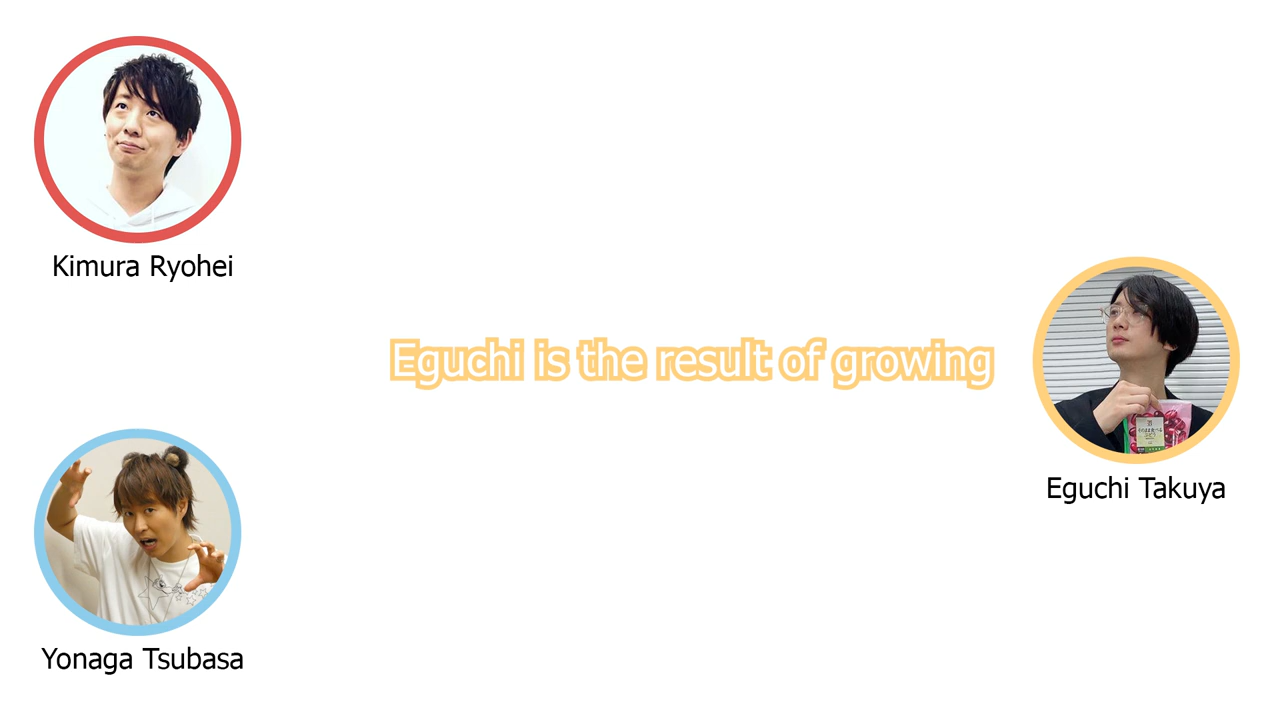 Kimura Ryohei
Eguchi is the result of growing
Eguchi Takuya
Yonaga Tsubasa